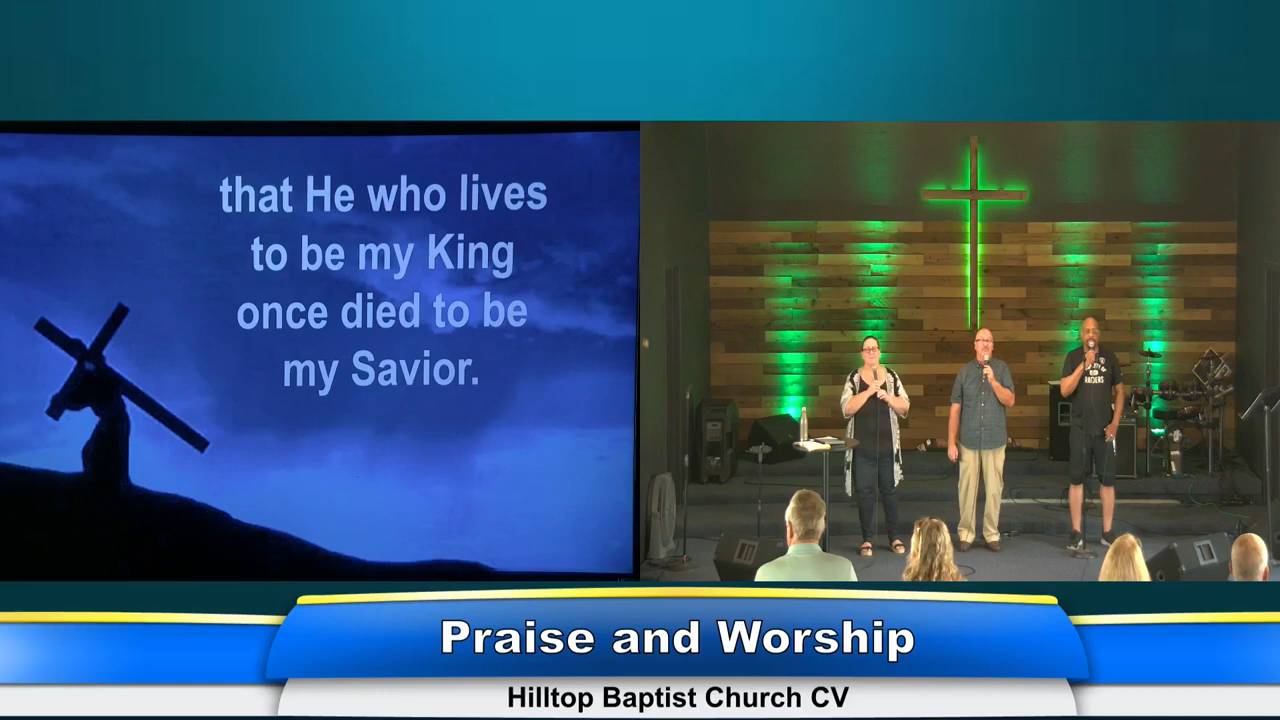 that He who lives
to be my King
once died to be
my Savior.
RAIDERS
Praise and Worship
Hilltop Baptist Church CV